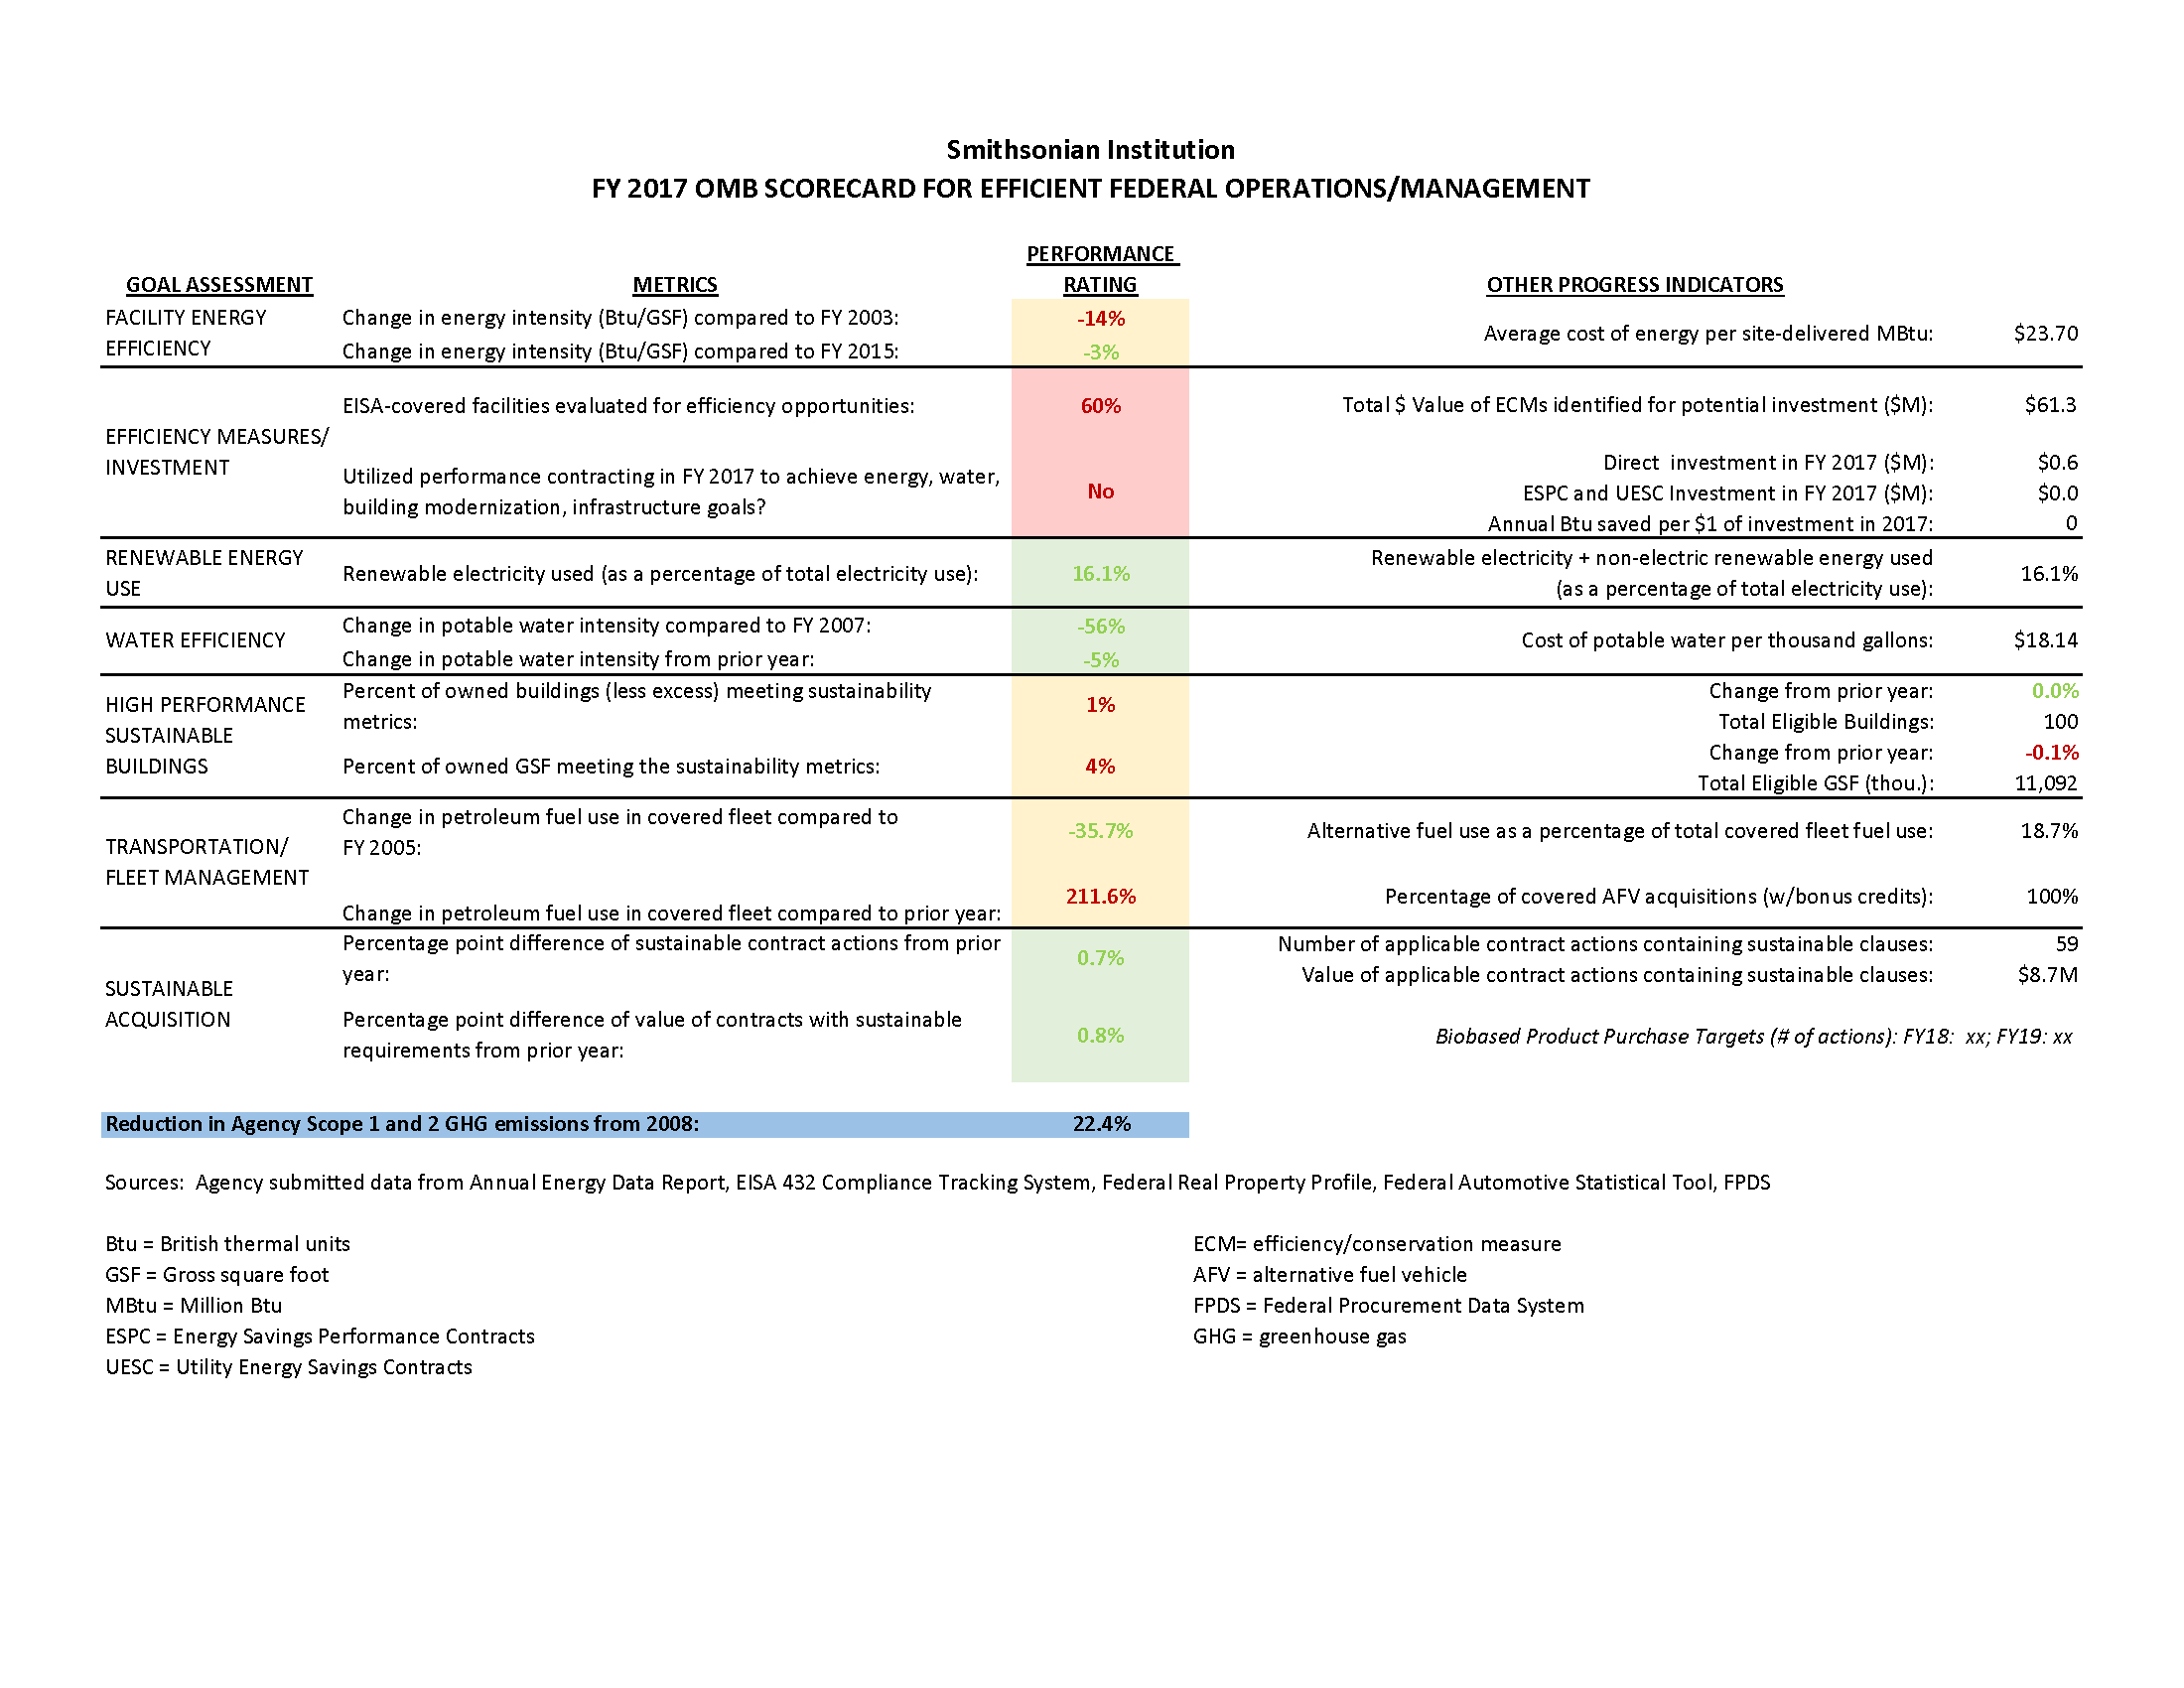 Smithsonian Institution
FY 2017 OMB SCORECARD FOR EFFICIENT FEDERAL OPERATIONS/MANAGEMENT
GOAL ASSESSMENT
METRICS
PERFORMANCE
RATING
OTHER PROGRESS INDICATORS
FACILITY ENERGY
EFFICIENCY
Change in energy intensity (Btu/GSF) compared to FY 2003:
-14%
Change in energy intensity (Btu/GSF) compared to FY 2015:
-3%
Average cost of energy per site-delivered MBtu:
$23.70
EFFICIENCY MEASURES/
INVESTMENT
EISA-covered facilities evaluated for efficiency opportunities:
60%
Total $ Value of ECMs identified for potential investment ($M):
$61.3
Utilized performance contracting in FY 2017 to achieve energy, water,
building modernization, infrastructure goals?
No
Direct  investment in FY 2017 ($M):
$0.6
ESPC and UESC Investment in FY 2017 ($M):
$0.0
Annual Btu saved per $1 of investment in 2017:
0
RENEWABLE ENERGY
USE
Renewable electricity used (as a percentage of total electricity use):
16.1%
Renewable electricity + non-electric renewable energy used
(as a percentage of total electricity use):
16.1%
WATER EFFICIENCY
Change in potable water intensity compared to FY 2007:
-56%
Change in potable water intensity from prior year:
-5%
Cost of potable water per thousand gallons:
$18.14
HIGH PERFORMANCE
SUSTAINABLE
BUILDINGS
Percent of owned buildings (less excess) meeting sustainability
metrics:
1%
Change from prior year:
0.0%
Total Eligible Buildings:
100
Percent of owned GSF meeting the sustainability metrics:
4%
Change from prior year:
-0.1%
Total Eligible GSF (thou.):
11,092
TRANSPORTATION/
FLEET MANAGEMENT
Change in petroleum fuel use in covered fleet compared to
FY 2005:
-35.7%
Alternative fuel use as a percentage of total covered fleet fuel use:
18.7%
Change in petroleum fuel use in covered fleet compared to prior year:
211.6%
Percentage of covered AFV acquisitions (w/bonus credits):
100%
SUSTAINABLE
ACQUISITION
Percentage point difference of sustainable contract actions from prior
year:
0.7%
Number of applicable contract actions containing sustainable clauses:
59
Value of applicable contract actions containing sustainable clauses:
$8.7M
Percentage point difference of value of contracts with sustainable
requirements from prior year:
0.8%
Biobased Product Purchase Targets (# of actions): FY18:  xx; FY19: xx
Reduction in Agency Scope 1 and 2 GHG emissions from 2008:
22.4%
Sources:  Agency submitted data from Annual Energy Data Report, EISA 432 Compliance Tracking System, Federal Real Property Profile, Federal Automotive Statistical Tool, FPDS
Btu = British thermal units
GSF = Gross square foot
MBtu = Million Btu
ESPC = Energy Savings Performance Contracts
UESC = Utility Energy Savings Contracts
ECM= efficiency/conservation measure
AFV = alternative fuel vehicle
FPDS = Federal Procurement Data System
GHG = greenhouse gas